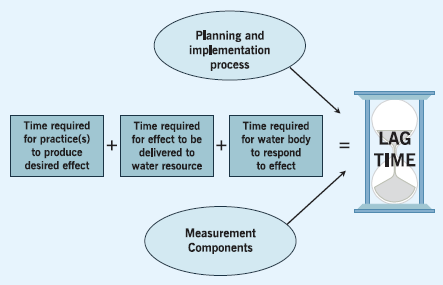 Planning and
implementation
process
Time required
for practice(s)
to produce
desired effect
+
Time required
for effect to be
delivered to
water resource
+
Time required
for water body
to respond
to effect
=
LAG
TIME
Measurement
Components